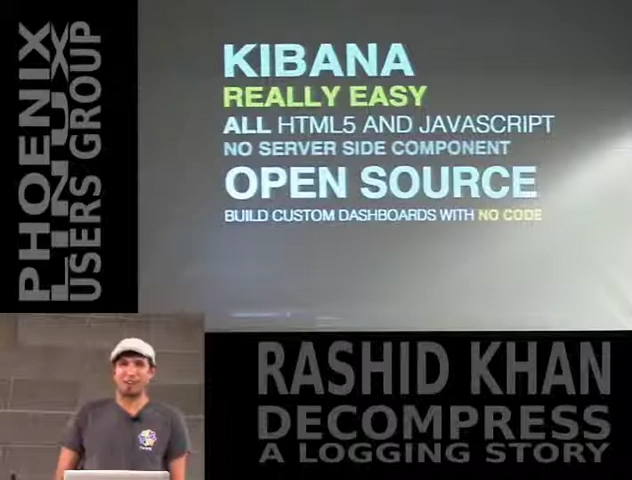 PHOENIX
LINUX
USERS GROUP
KIBANA
REALLY EASY
ALL HTML5 AND JAVASCRIPT
NO SERVER SIDE COMPONENT
OPEN SOURCE
BUILD CUSTOM DASHBOARDS WITH NO CODE
RASHID KHAN
DECOMPRESS
A LOGGING STORY